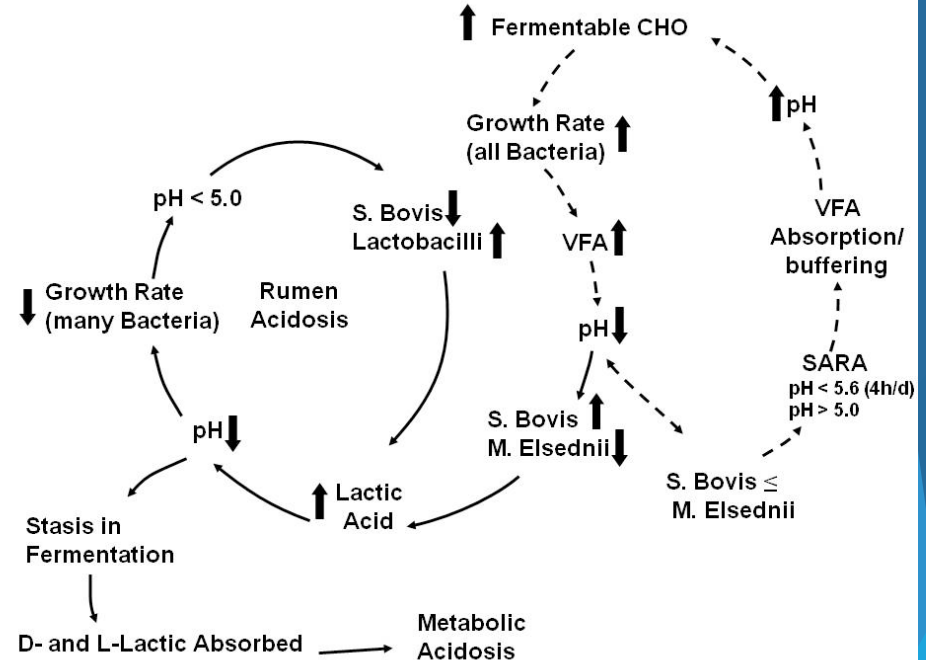 Fermentable CHO
Growth Rate
(all Bacteria)
VFA
pH
S. Bovis
M. Elsednii
Lactic
Acid
pH
Growth Rate
(many Bacteria)
pH < 5.0
S. Bovis
Lactobacilli
Rumen
Acidosis
Stasis in
Fermentation
D- and L-Lactic Absorbed
Metabolic
Acidosis
S. Bovis ≤
M. Elsednii
SARA
pH < 5.6 (4h/d)
pH > 5.0
VFA
Absorption/
buffering
pH